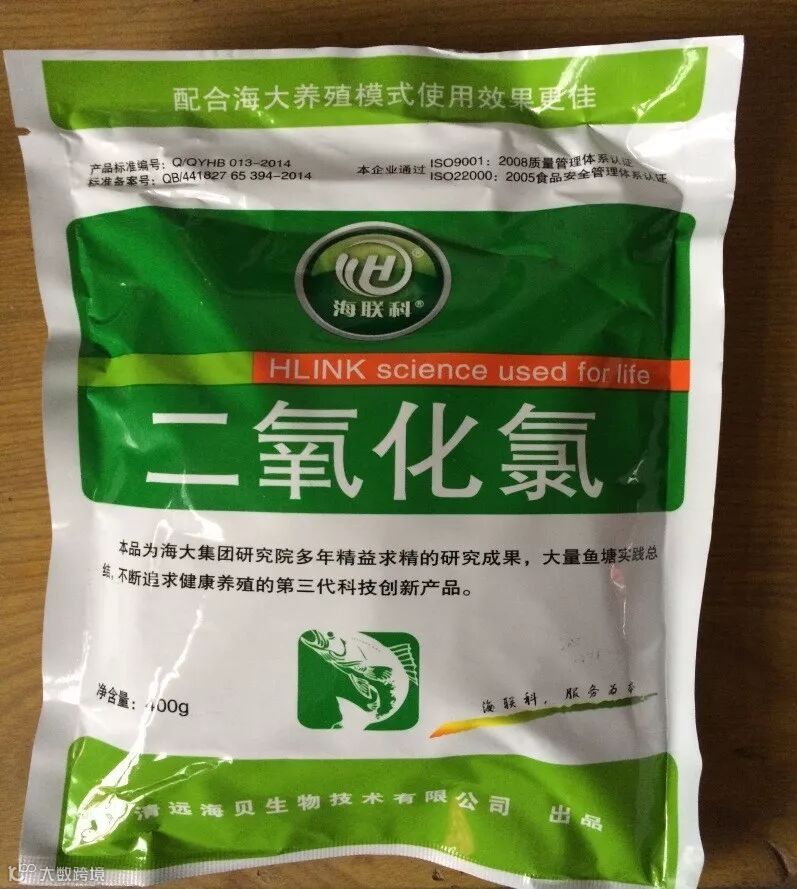 配合海大养殖模式使用效果更佳
产品标准编号：Q/QYHB 013-2014
标准备案号：QB/441827 65 394-2014
本企业通过
ISO9001：2008质量管理体系认证
ISO22000：2005食品安全管理体系认证
H
®
海联科®
HLINK science used for life
二氧化氯
本品为海大集团研究院多年精益求精的研究成果，大量鱼塘实践总
结，不断追求健康养殖的第三代科技创新产品。
净含量：400g
海联科，服务为本
清远海贝生物技术有限公司 出品
大数跨境